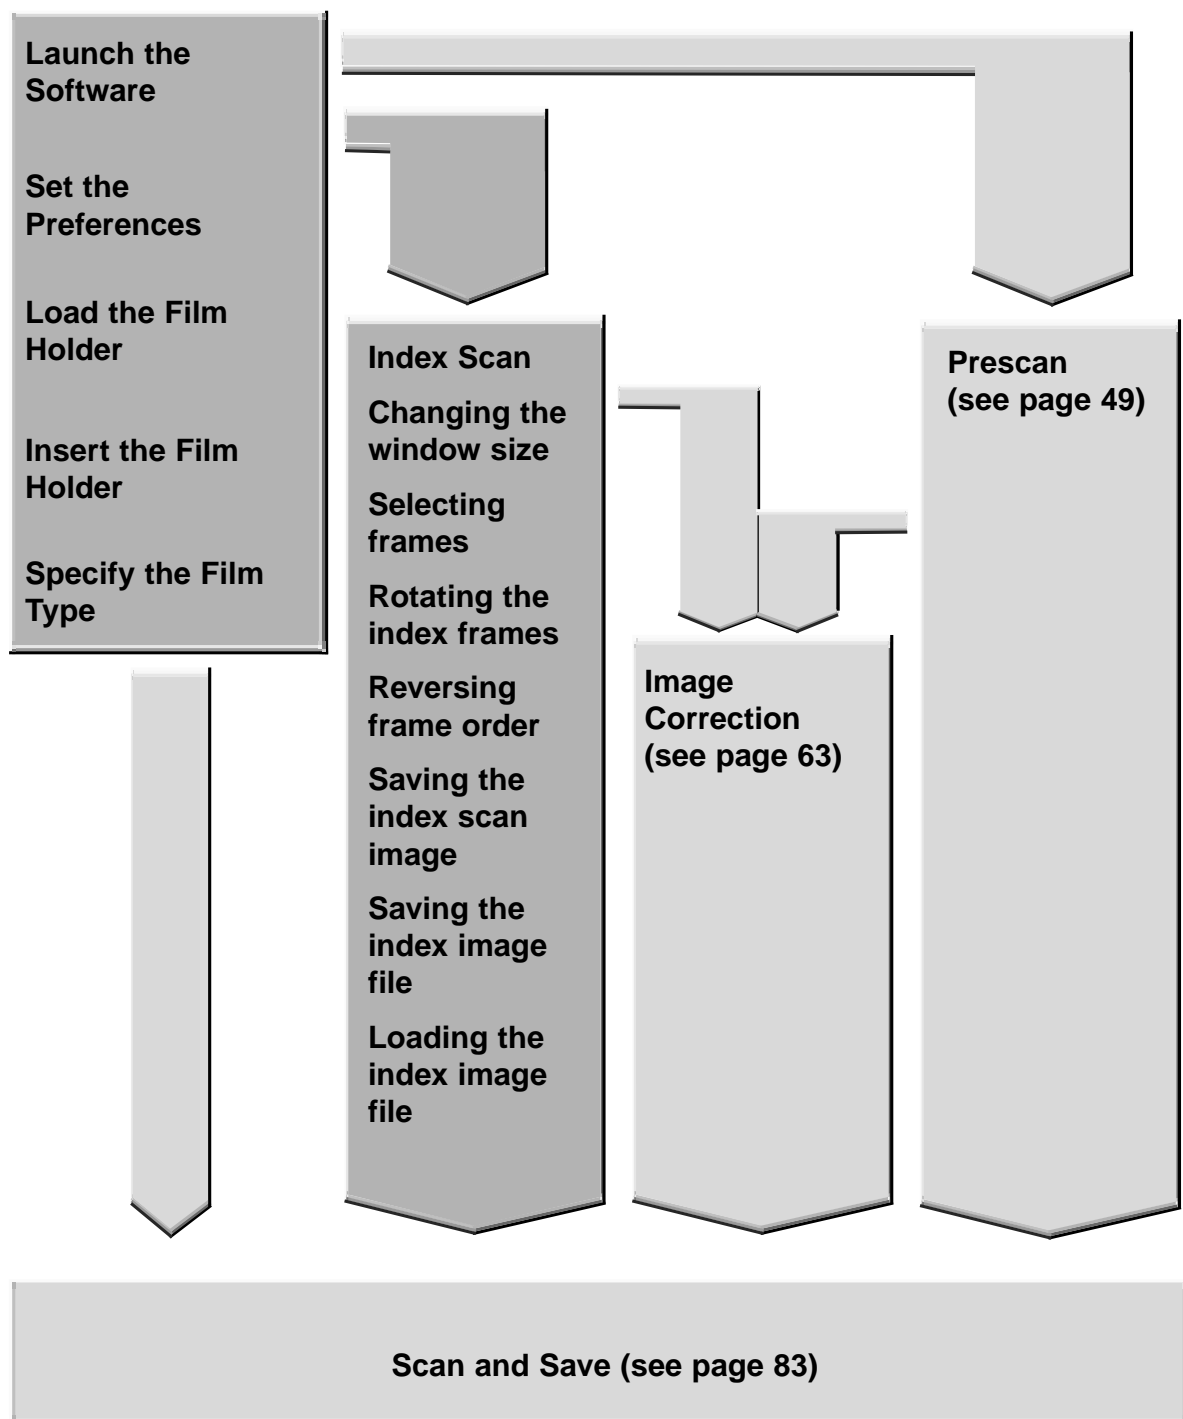 Launch the
Software
Set the
Preferences
Load the Film
Holder
Insert the Film
Holder
Specify the Film
Type
Index Scan
Changing the
window size
Selecting
frames
Rotating the
index frames
Reversing
frame order
Saving the
index scan
image
Saving the
index image
file
Loading the
index image
file
Image
Correction
(see page 63)
Prescan
(see page 49)
Scan and Save (see page 83)